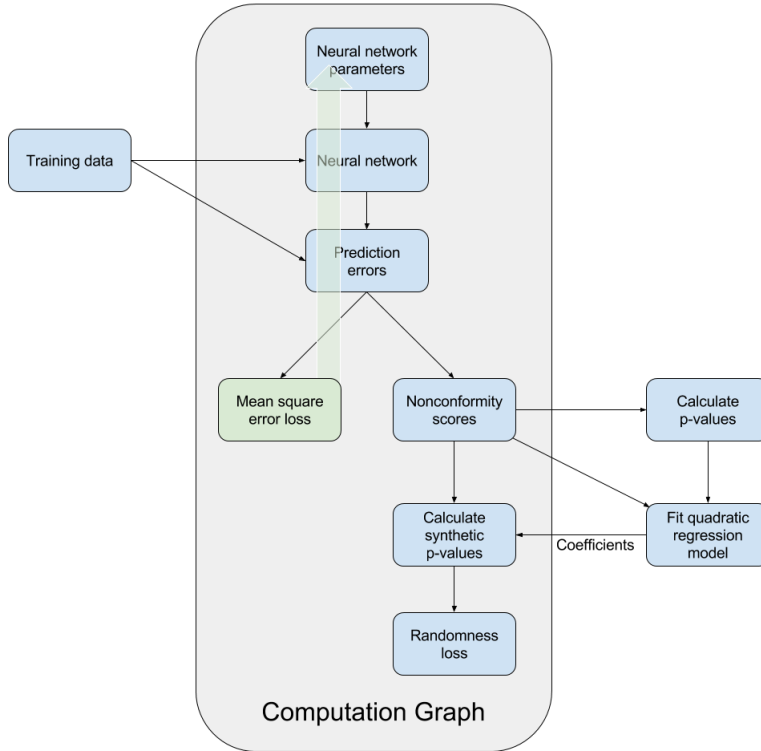 Neural network
parameters
Training data
Neural network
Prediction
errors
Mean square
error loss
Nonconformity
scores
Calculate
p-values
Calculate
synthetic
p-values
Coefficients
Fit quadratic
regression
model
Randomness
loss
Computation Graph